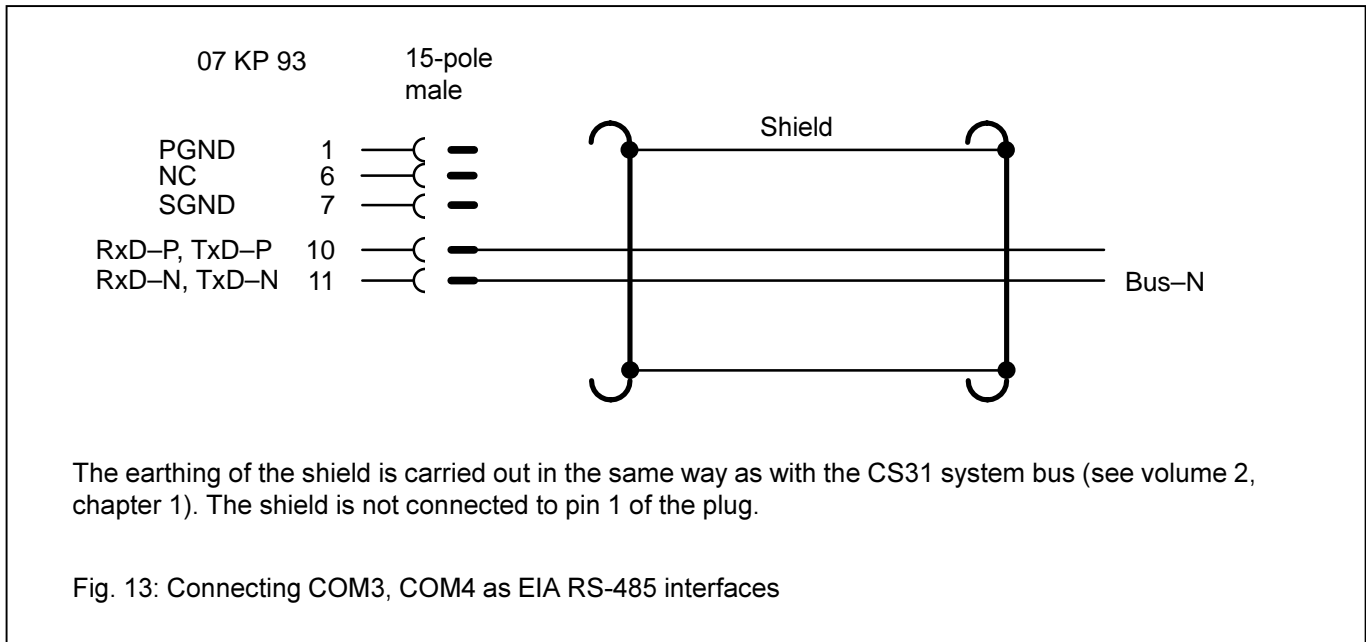 07 KP 93
15-pole
male
Shield
PGND 1
NC 6
SGND 7
RxD–P, TxD–P 10
RxD–N, TxD–N 11
Bus–N
The earthing of the shield is carried out in the same way as with the CS31 system bus (see volume 2,
chapter 1). The shield is not connected to pin 1 of the plug.
Fig. 13: Connecting COM3, COM4 as EIA RS-485 interfaces